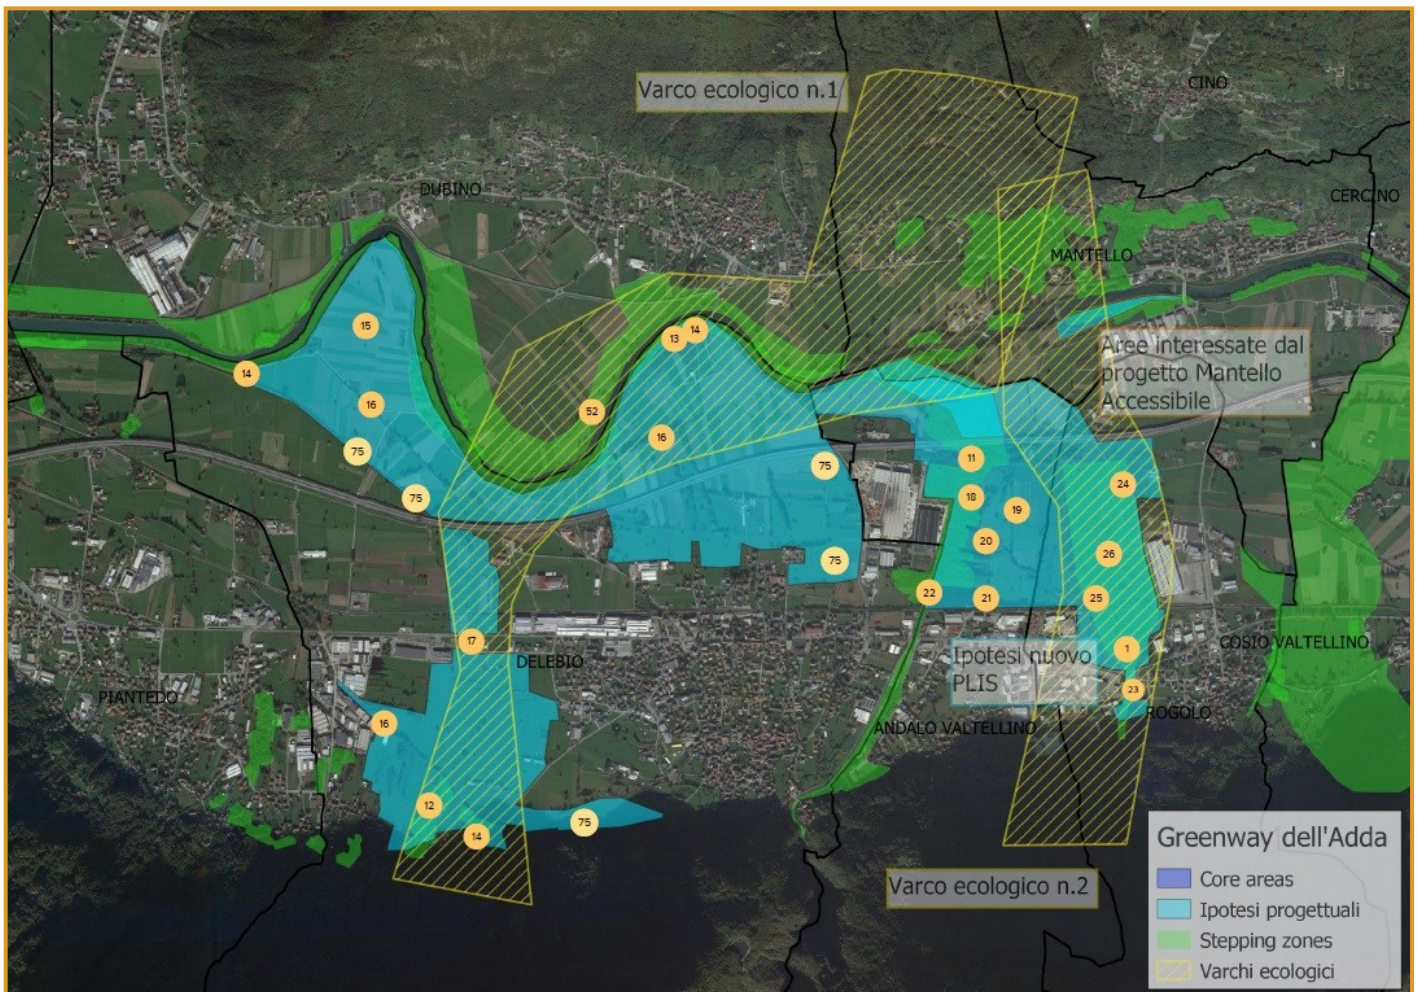 Varco ecologico n.1
CINO
DUBINO
CERCINO
MANTELLO
15
13
14
Aree interessate dal
progetto Mantello
Accessibile
14
16
52
16
75
11
75
24
75
18
19
20
26
75
22
21
25
17
1
DELEBIO
Ipotesi nuovo
PLIS
COSIO VALTELLINO
PIANTEDO
23
16
ANDALO VALTELLINO
ROGOLO
12
75
14
Varco ecologico n.2
Greenway dell'Adda
Core areas
Ipotesi progettuali
Stepping zones
Varchi ecologici